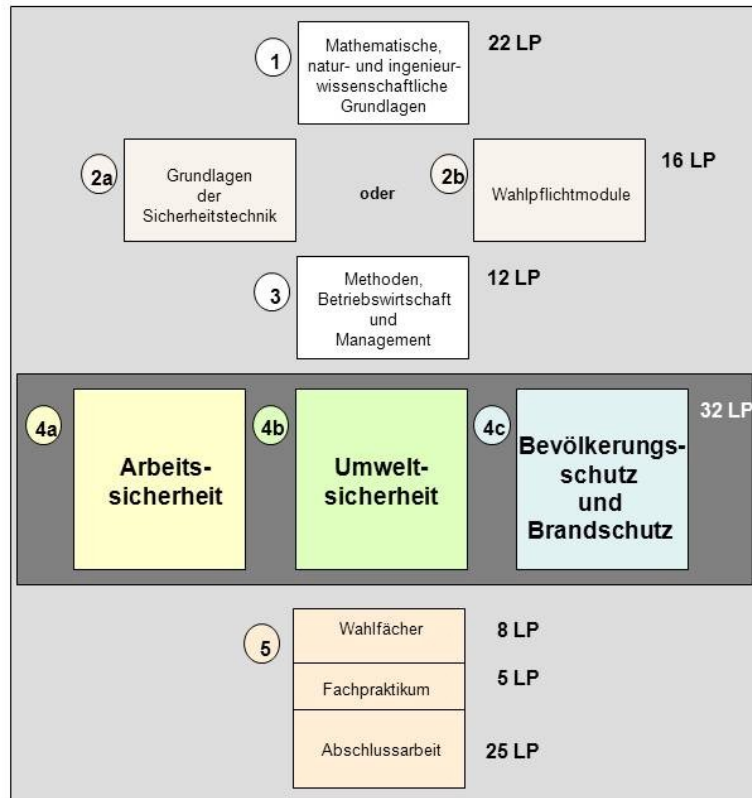 1
Mathematische,
natur- und ingenieur-
wissenschaftliche
Grundlagen
22 LP
2a
Grundlagen
der
Sicherheitstechnik
oder
2b
Wahlpflichtmodule
16 LP
3
Methoden,
Betriebswirtschaft
und
Management
12 LP
4a
Arbeits-
sicherheit
4b
Umwelt-
sicherheit
4c
Bevölkerungs-
schutz
und
Brandschutz
32 LP
5
Wahlfächer
8 LP
Fachpraktikum
5 LP
Abschlussarbeit
25 LP